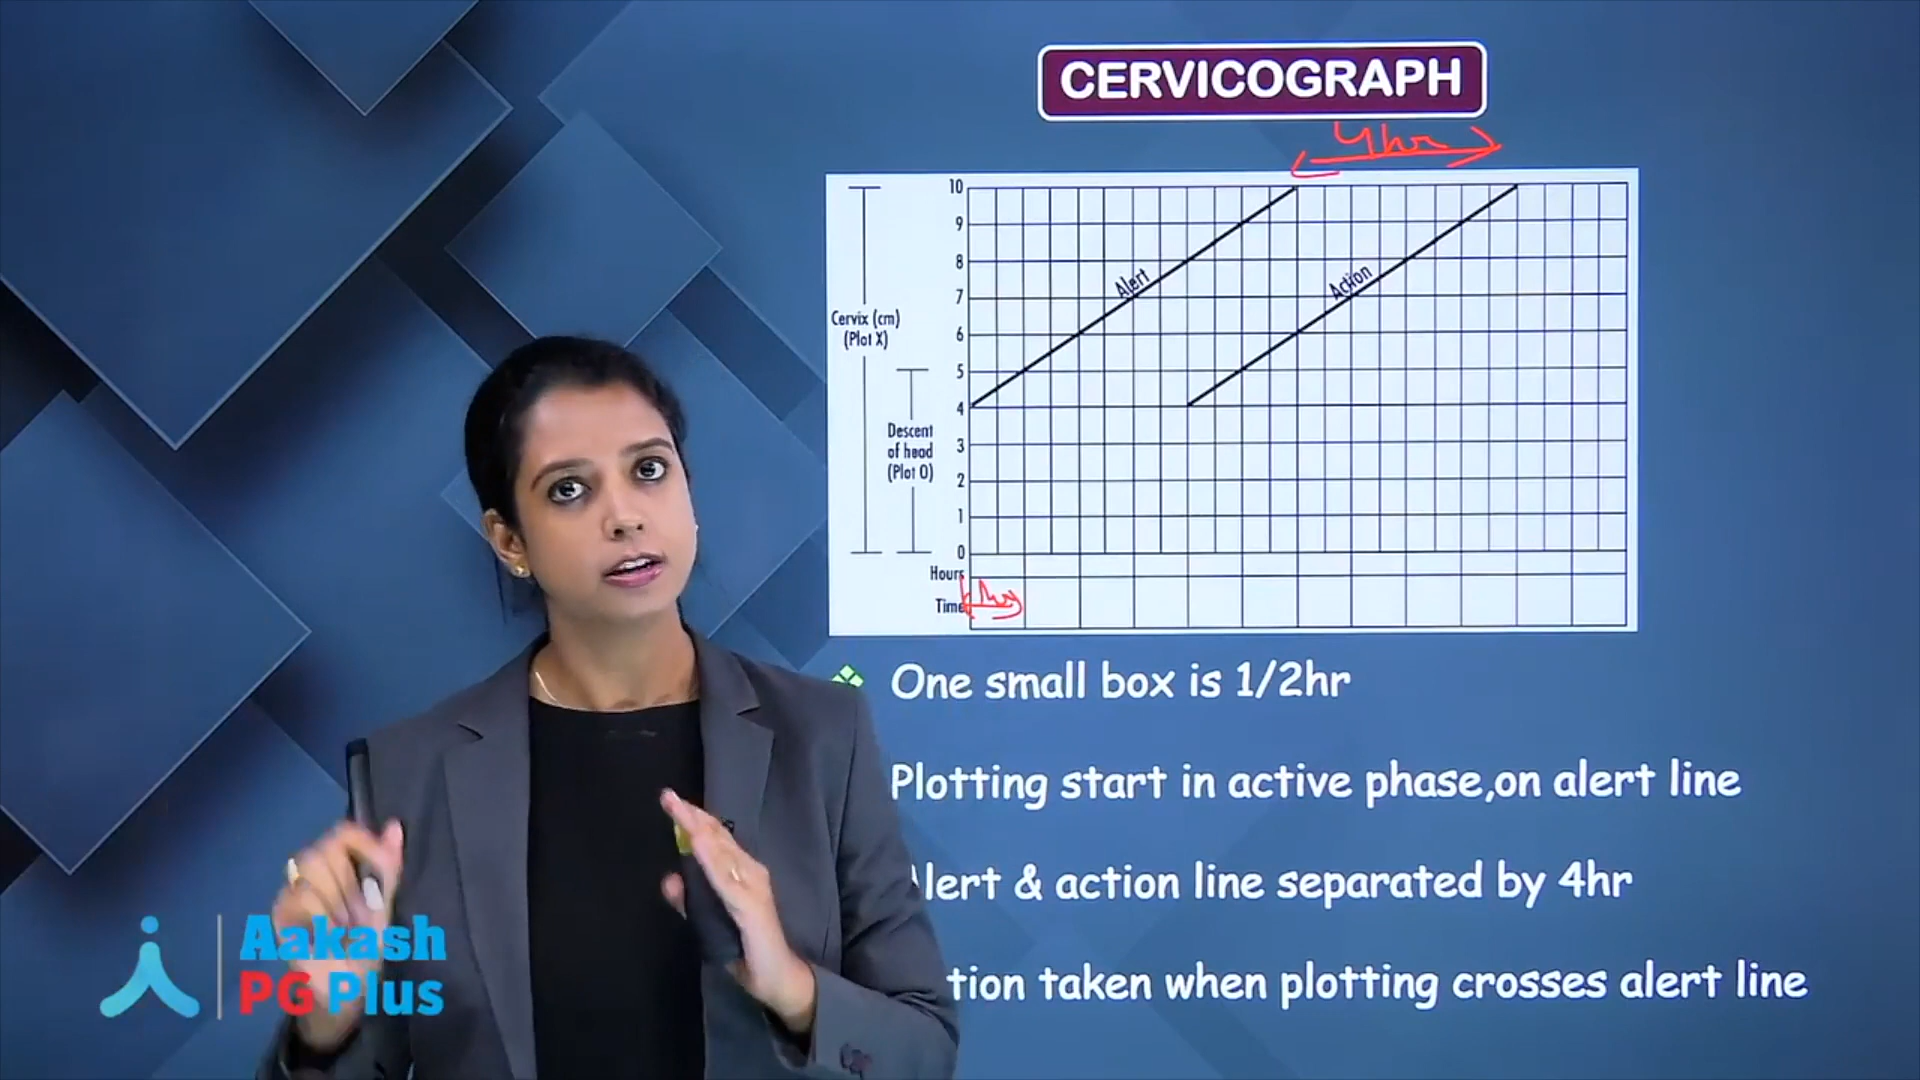 CERVICOGRAPH
4hr
10
9
8
7
6
5
4
3
2
1
0
Alert
Action
Cervix (cm)
(Plot X)
Descent
of head
(Plot O)
Hours
Time
One small box is 1/2hr
Plotting start in active phase,on alert line
lert & action line separated by 4hr
tion taken when plotting crosses alert line
Aakash
PG Plus